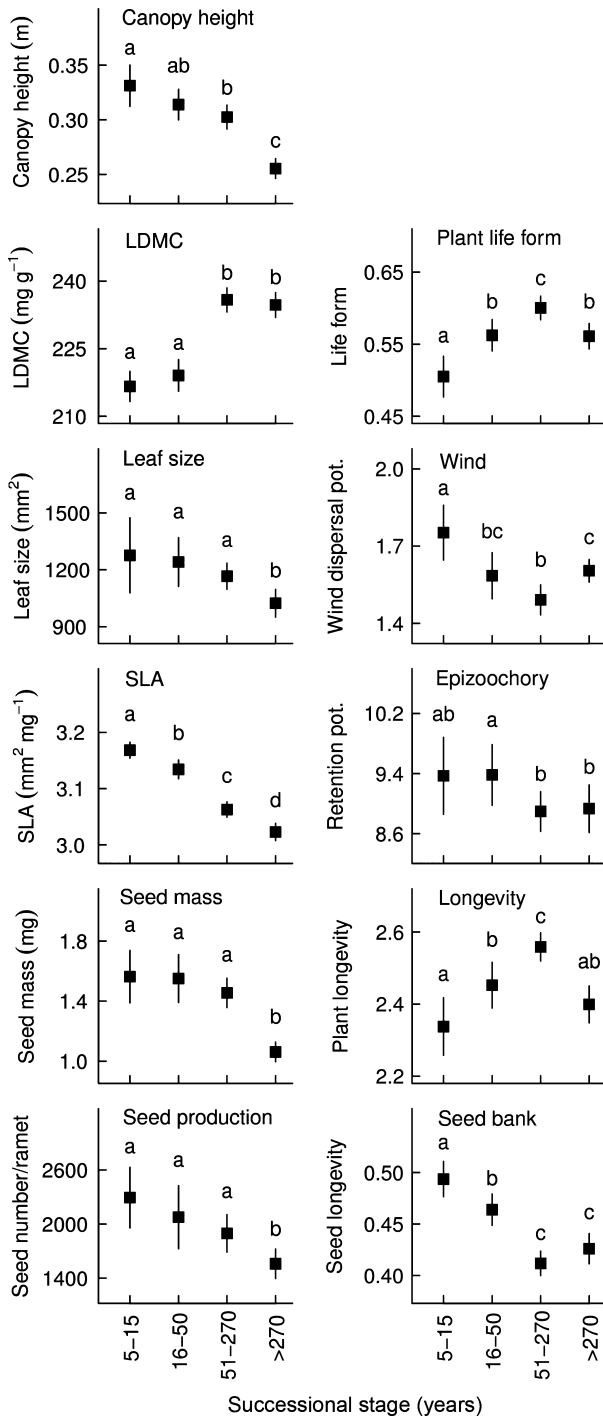 Canopy height
Canopy height (m)
0.35
0.30
0.25
a
ab
b
c
LDMC
LDMC (mg g⁻¹)
240
225
210
a
a
b
b
Plant life form
Life form
0.65
0.55
0.45
a
b
c
b
Leaf size
Leaf size (mm²)
1500
1200
900
a
a
a
b
Wind
Wind dispersal pot.
2.0
1.7
1.4
a
bc
b
c
SLA
SLA (mm² mg⁻¹)
3.2
3.1
3.0
a
b
c
d
Epizoochory
Retention pot.
10.2
9.4
8.6
ab
a
b
b
Seed mass
Seed mass (mg)
1.8
1.4
1.0
a
a
a
b
Longevity
Plant longevity
2.6
2.4
2.2
a
b
c
ab
Seed production
Seed number/ramet
2600
2000
1400
a
a
a
b
Seed bank
Seed longevity
0.50
0.45
0.40
a
b
c
c
5–15
16–50
51–270
>270
5–15
16–50
51–270
>270
Successional stage (years)